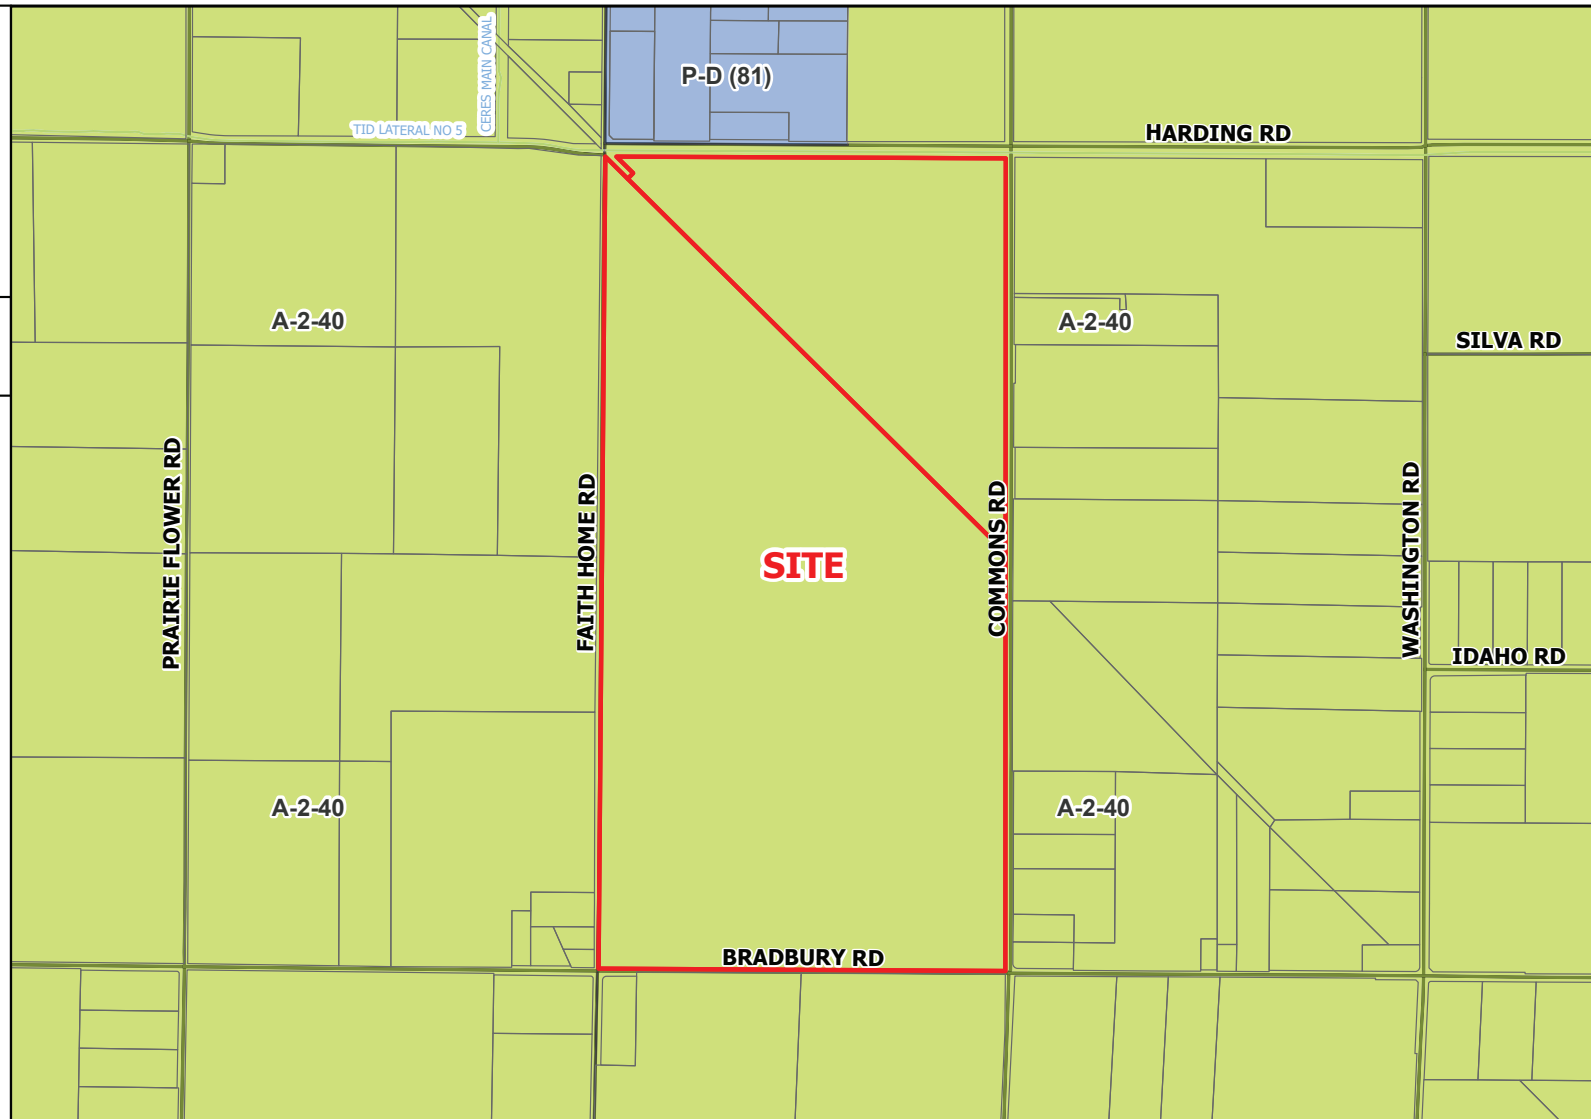 CERES MAIN CANAL
P-D (81)
TID LATERAL NO 5
HARDING RD
A-2-40
A-2-40
SILVA RD
PRAIRIE FLOWER RD
FAITH HOME RD
SITE
COMMONS RD
WASHINGTON RD
IDAHO RD
A-2-40
A-2-40
BRADBURY RD